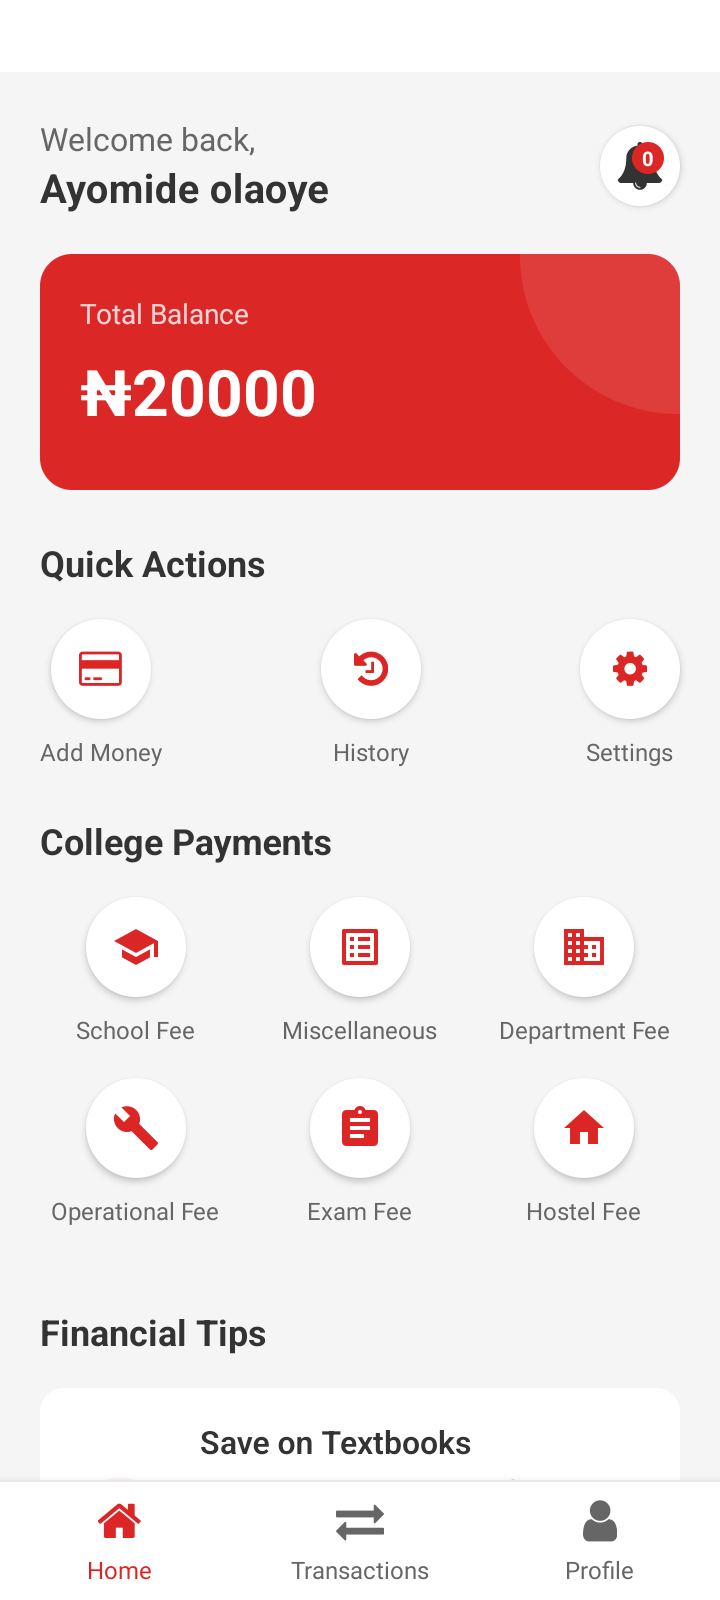 Welcome back,
Ayomide olaoye
0
Total Balance
₦20000
Quick Actions
Add Money
History
Settings
College Payments
School Fee
Miscellaneous
Department Fee
Operational Fee
Exam Fee
Hostel Fee
Financial Tips
Save on Textbooks
Home
Transactions
Profile